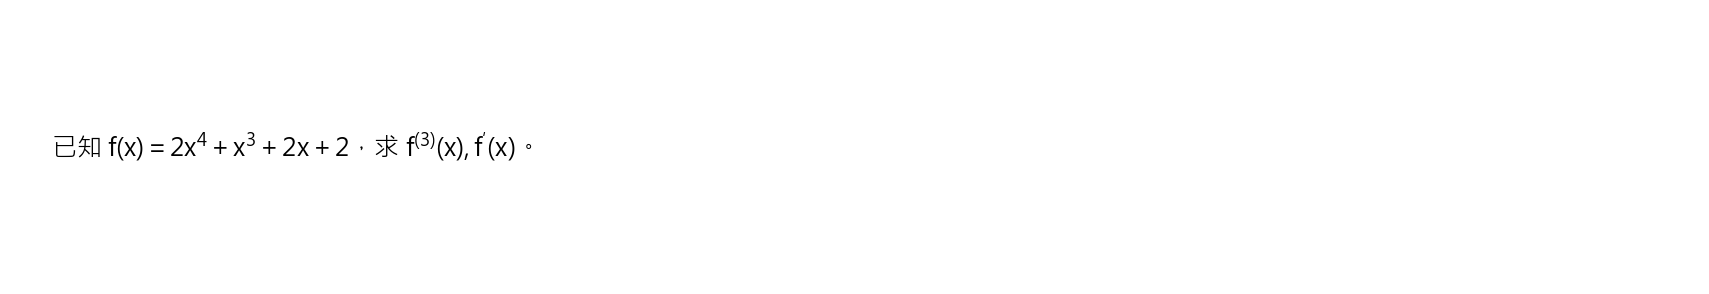 已知 f(x) = 2x⁴ + x³ + 2x + 2，求 f⁽³⁾(x), f′(x)。